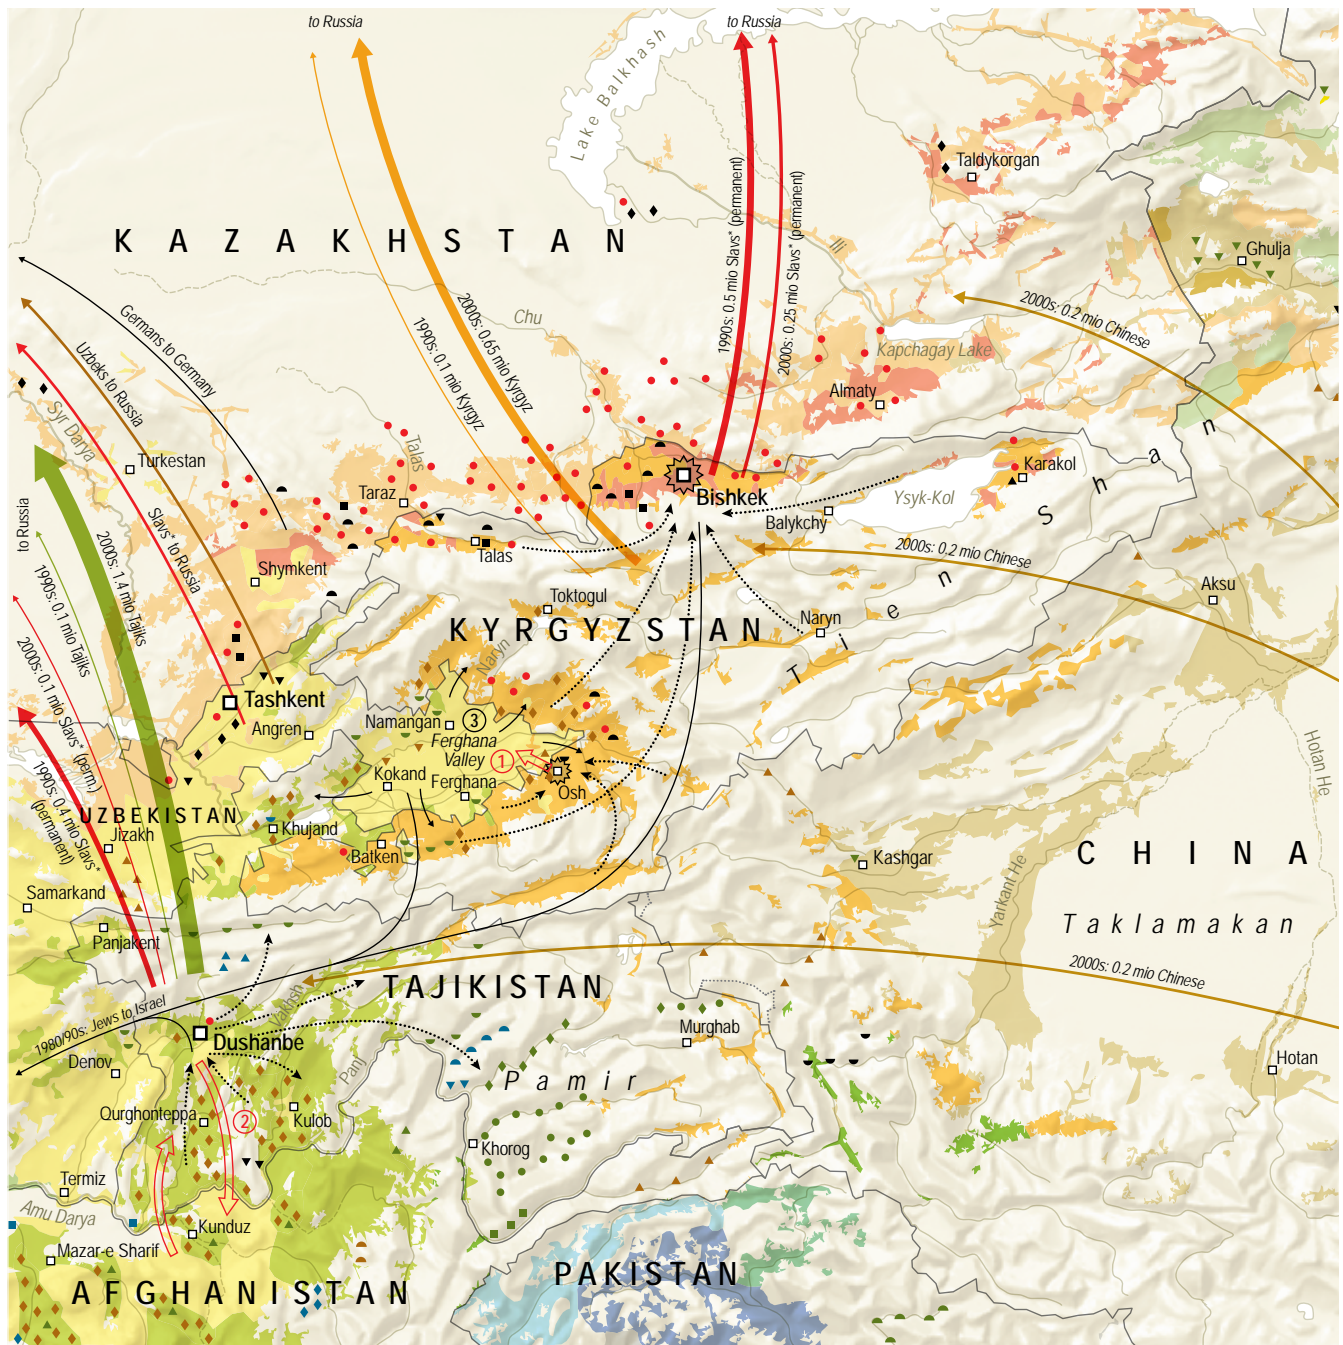 to Russia
to Russia
Lake Balkhash
Taldykorgan
KAZAKHSTAN
1990s: 0.5 mio Slavs* (permanent)
2000s: 0.25 mio Slavs* (permanent)
Ili
Ghulja
2000s: 0.2 mio Chinese
Germans to Germany
Uzbeks to Russia
Slavs* to Russia
2000s: 0.65 mio Kyrgyz
1990s: 0.1 mio Kyrgyz
Chu
Kapchagay Lake
Almaty
Syr Darya
Turkestan
Talas
Taraz
Bishkek
Ysyk-Kol
Karakol
Balykchy
Tien Shan
to Russia
2000s: 1.4 mio Tajiks
1990s: 0.1 mio Tajiks
2000s: 0.1 mio Slavs* (perm.)
1990s: 0.4 mio Slavs*
(permanent)
Shymkent
Talas
2000s: 0.2 mio Chinese
Aksu
Toktogul
KYRGYZSTAN
Naryn
Naryn
Tashkent
Angren
Namangan
3
Ferghana
Valley
1
Kokand
Ferghana
Osh
Hotan He
UZBEKISTAN
Jizakh
Khujand
Batken
Kashgar
CHINA
Yarkant He
Taklamakan
Samarkand
Panjakent
2000s: 0.2 mio Chinese
TAJIKISTAN
Vakhsh
1980/90s: Jews to Israel
Dushanbe
Murghab
Denov
Panj
Pamir
Hotan
Qurghonteppa
2
Kulob
Khorog
Termiz
Amu Darya
Kunduz
Mazar-e Sharif
AFGHANISTAN
PAKISTAN